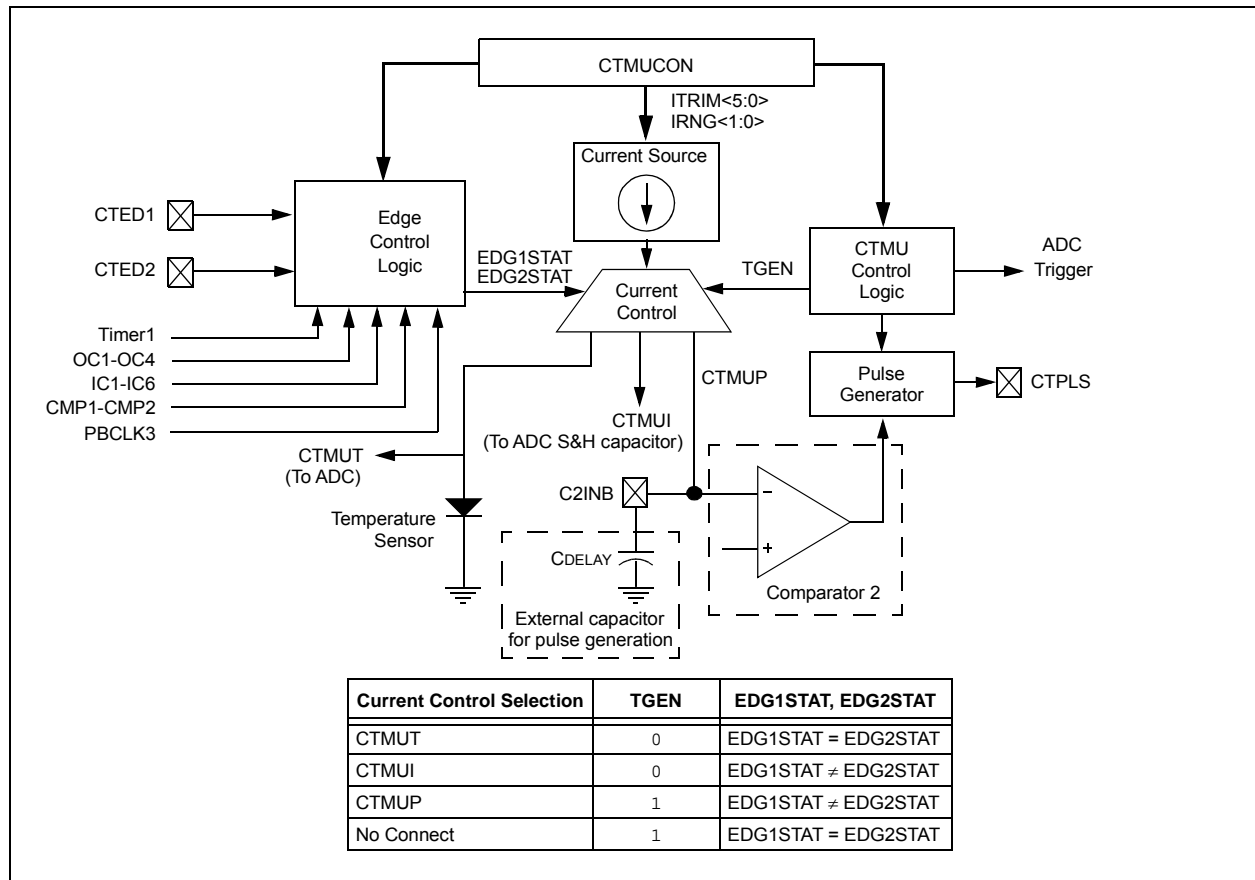 CTMUCON
ITRIM<5:0>
IRNG<1:0>
Current Source
CTED1
CTED2
Edge
Control
Logic
EDG1STAT
EDG2STAT
Current
Control
TGEN
CTMU
Control
Logic
ADC
Trigger
Timer1
OC1-OC4
IC1-IC6
CMP1-CMP2
PBCLK3
CTMUP
Pulse
Generator
CTPLS
CTMUT
(To ADC)
CTMUI
(To ADC S&H capacitor)
C2INB
Temperature
Sensor
CDELAY
External capacitor
for pulse generation
−
+
Comparator 2
Current Control Selection TGEN EDG1STAT, EDG2STAT
CTMUT 0 EDG1STAT = EDG2STAT
CTMUI 0 EDG1STAT ≠ EDG2STAT
CTMUP 1 EDG1STAT ≠ EDG2STAT
No Connect 1 EDG1STAT = EDG2STAT